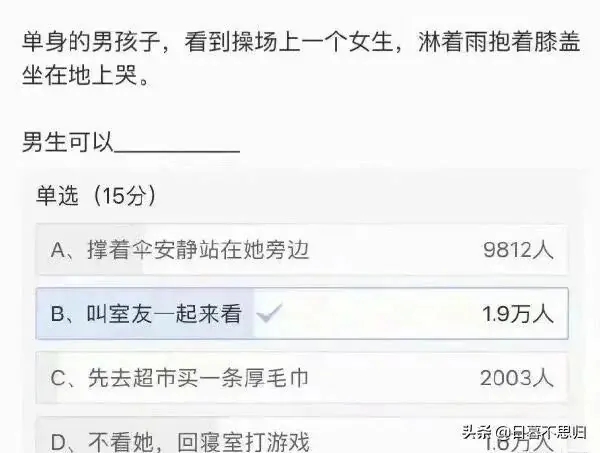 单身的男孩子，看到操场上一个女生，淋着雨抱着膝盖
坐在地上哭。
男生可以___________
单选（15分）
A、撑着伞安静站在她旁边 9812人
B、叫室友一起来看 1.9万人
C、先去超市买一条厚毛巾 2003人
D、不看她，回寝室打游戏 1.6万人
头条 @日暮不思归